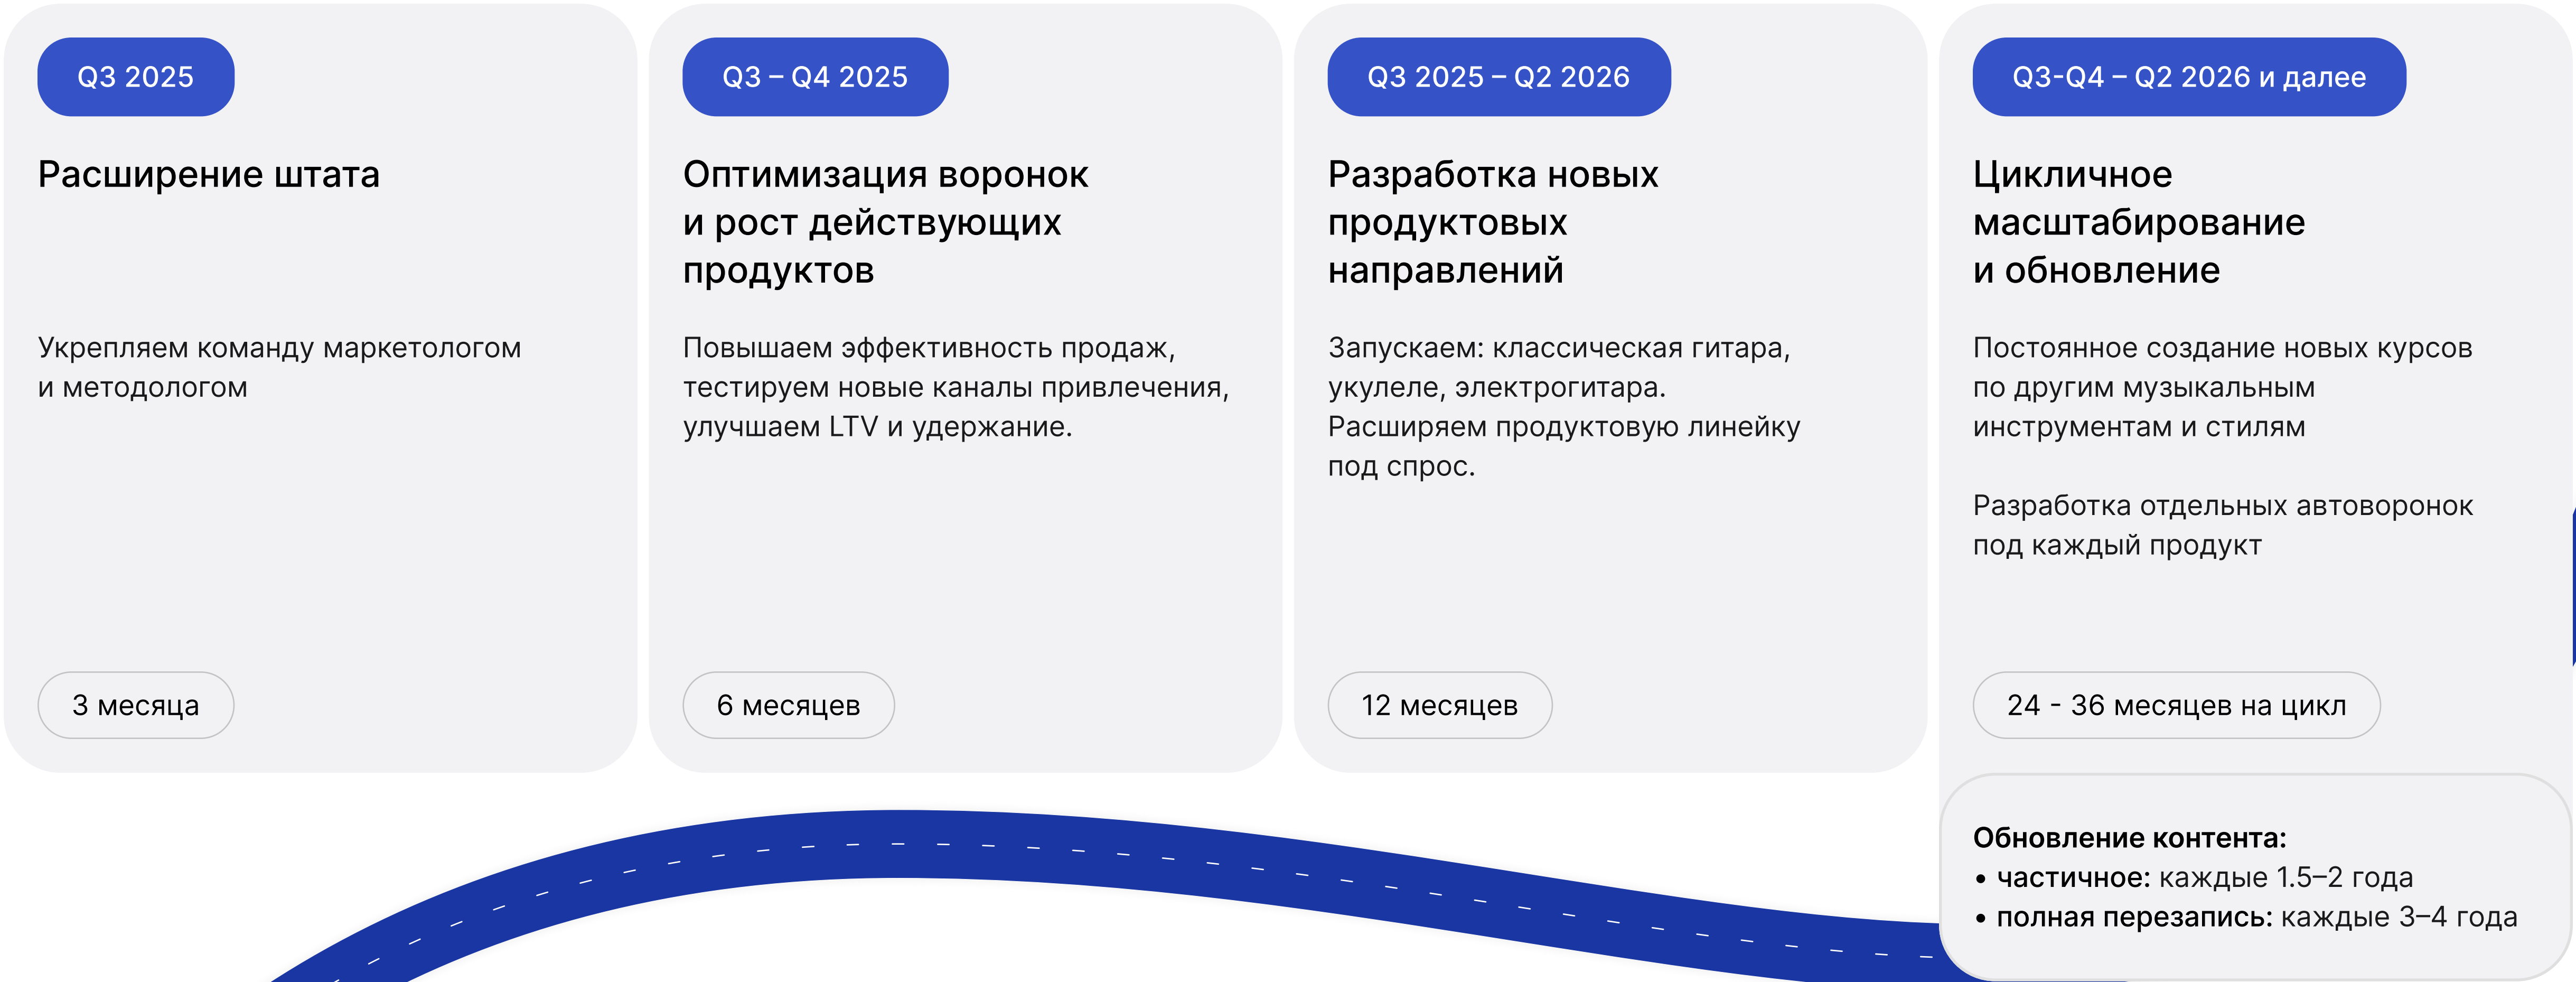 Q3 2025
Расширение штата
Укрепляем команду маркетологом
и методологом
3 месяца
Q3 – Q4 2025
Оптимизация воронок
и рост действующих
продуктов
Повышаем эффективность продаж,
тестируем новые каналы привлечения,
улучшаем LTV и удержание.
6 месяцев
Q3 2025 – Q2 2026
Разработка новых
продуктовых
направлений
Запускаем: классическая гитара,
укулеле, электрогитара.
Расширяем продуктовую линейку
под спрос.
12 месяцев
Q3-Q4 – Q2 2026 и далее
Цикличное
масштабирование
и обновление
Постоянное создание новых курсов
по другим музыкальным
инструментам и стилям
Разработка отдельных автоворонок
под каждый продукт
24 - 36 месяцев на цикл
Обновление контента:
• частичное: каждые 1.5–2 года
• полная перезапись: каждые 3–4 года